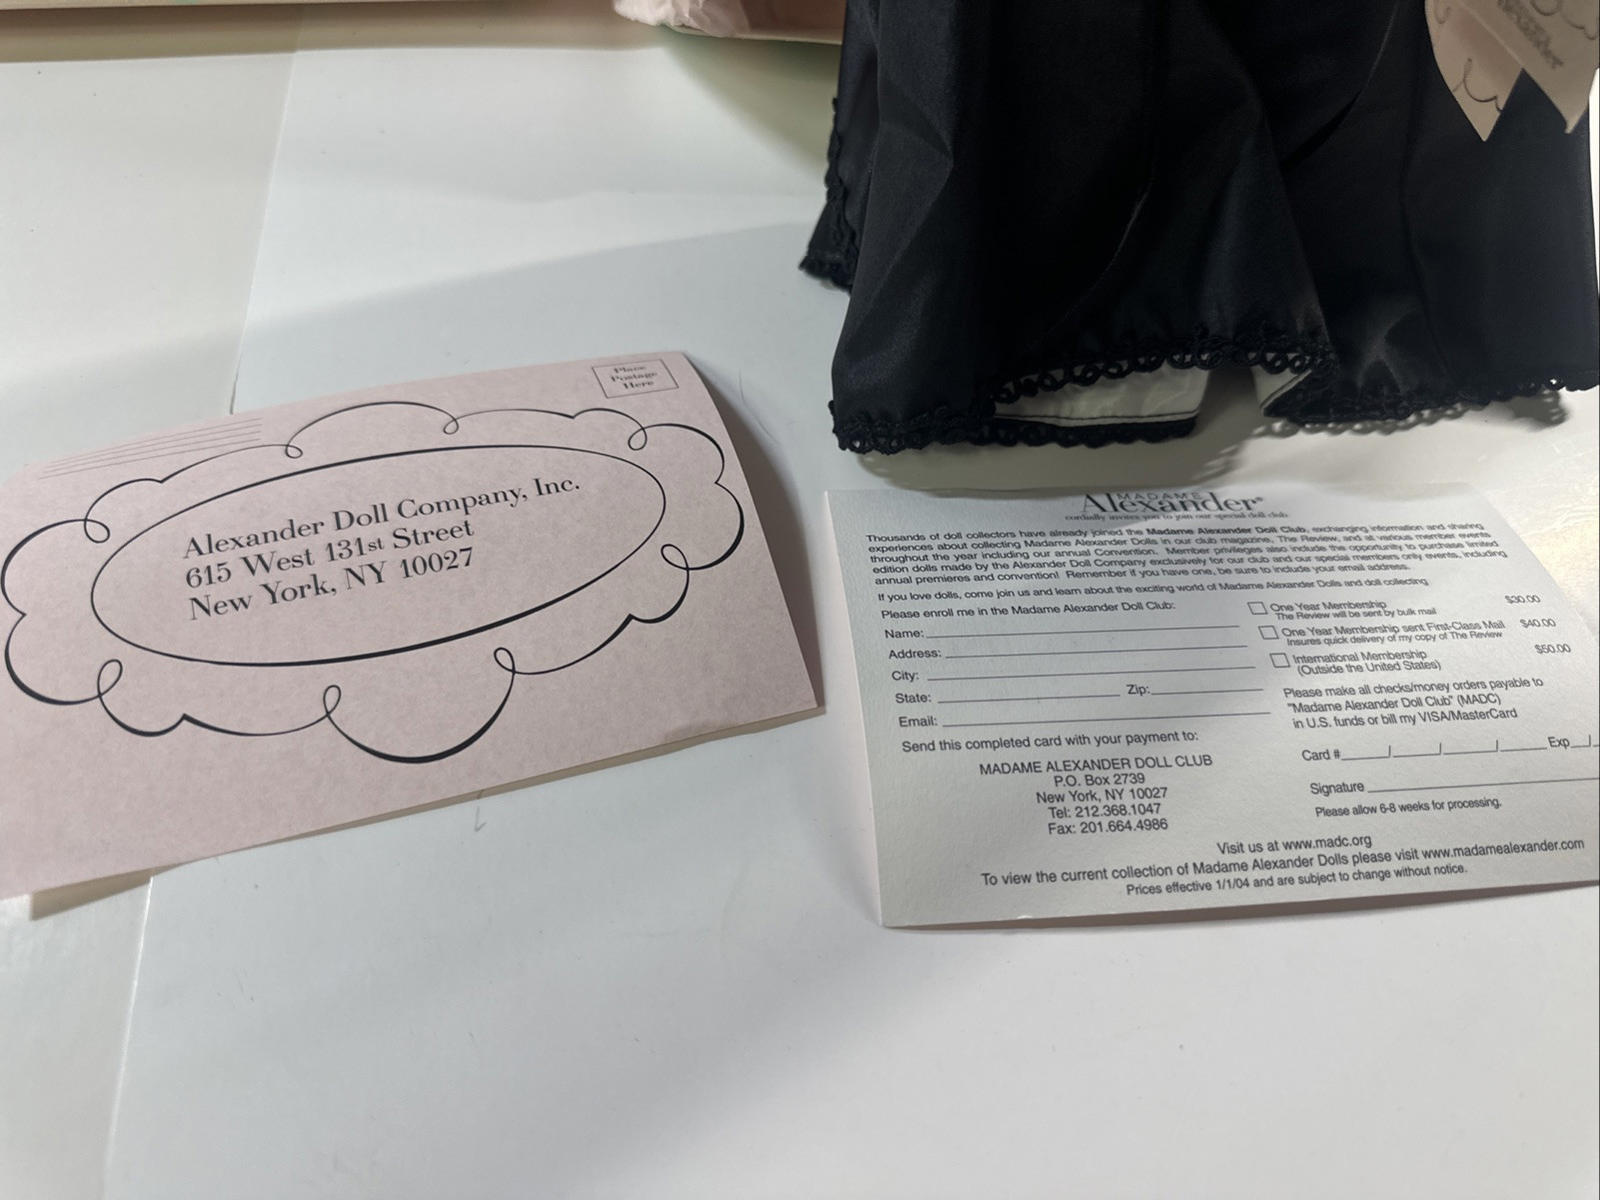 Place
Postage
Here
Alexander Doll Company, Inc.
615 West 131st Street
New York, NY 10027
MADAME
Alexander®
cordially invites you to join our special doll club
Thousands of doll collectors have already joined the Madame Alexander Doll Club, exchanging information and sharing
experiences about collecting Madame Alexander Dolls in our club magazine, The Review, and at various member events
throughout the year including our annual Convention. Member privileges also include the opportunity to purchase limited
edition dolls made by the Alexander Doll Company exclusively for our club and our special members only events, including
annual premieres and convention! Remember if you have one, be sure to include your email address.
If you love dolls, come join us and learn about the exciting world of Madame Alexander Dolls and doll collecting
Please enroll me in the Madame Alexander Doll Club:
Name:
Address:
City:
State: Zip:
Email:
Send this completed card with your payment to:
MADAME ALEXANDER DOLL CLUB
P.O. Box 2739
New York, NY 10027
Tel: 212.368.1047
Fax: 201.664.4986
One Year Membership $30.00
The Review will be sent by bulk mail
One Year Membership sent First-Class Mail $40.00
Insures quick delivery of my copy of The Review
International Membership $50.00
(Outside the United States)
Please make all checks/money orders payable to
"Madame Alexander Doll Club" (MADC)
in U.S. funds or bill my VISA/MasterCard
Card #____/____/____/____ Exp__/_
Signature
Please allow 6-8 weeks for processing.
Visit us at www.madc.org
To view the current collection of Madame Alexander Dolls please visit www.madamealexander.com
Prices effective 1/1/04 and are subject to change without notice.